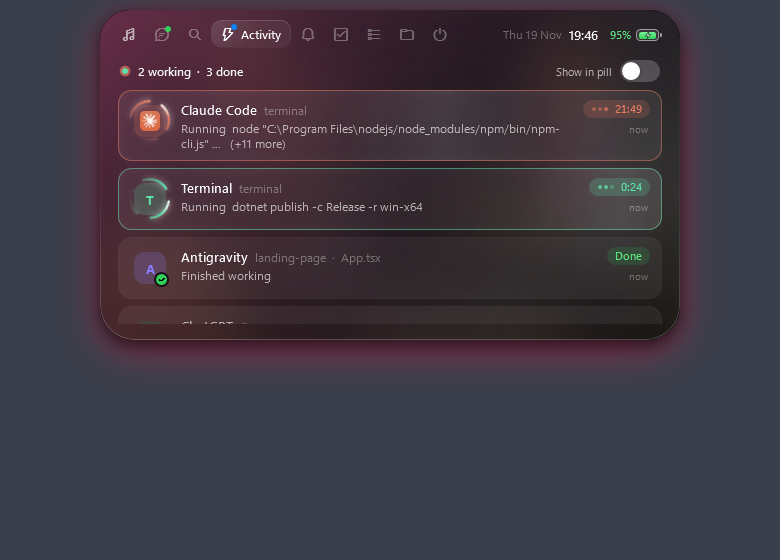 Activity
Thu 19 Nov 19:46 95%
2 working · 3 done
Show in pill
Claude Code terminal
21:49
Running node "C:\Program Files\nodejs/node_modules/npm/bin/npm-
cli.js" ... (+11 more)
now
T
Terminal terminal
0:24
Running dotnet publish -c Release -r win-x64
now
A
Antigravity landing-page · App.tsx
Done
Finished working
now